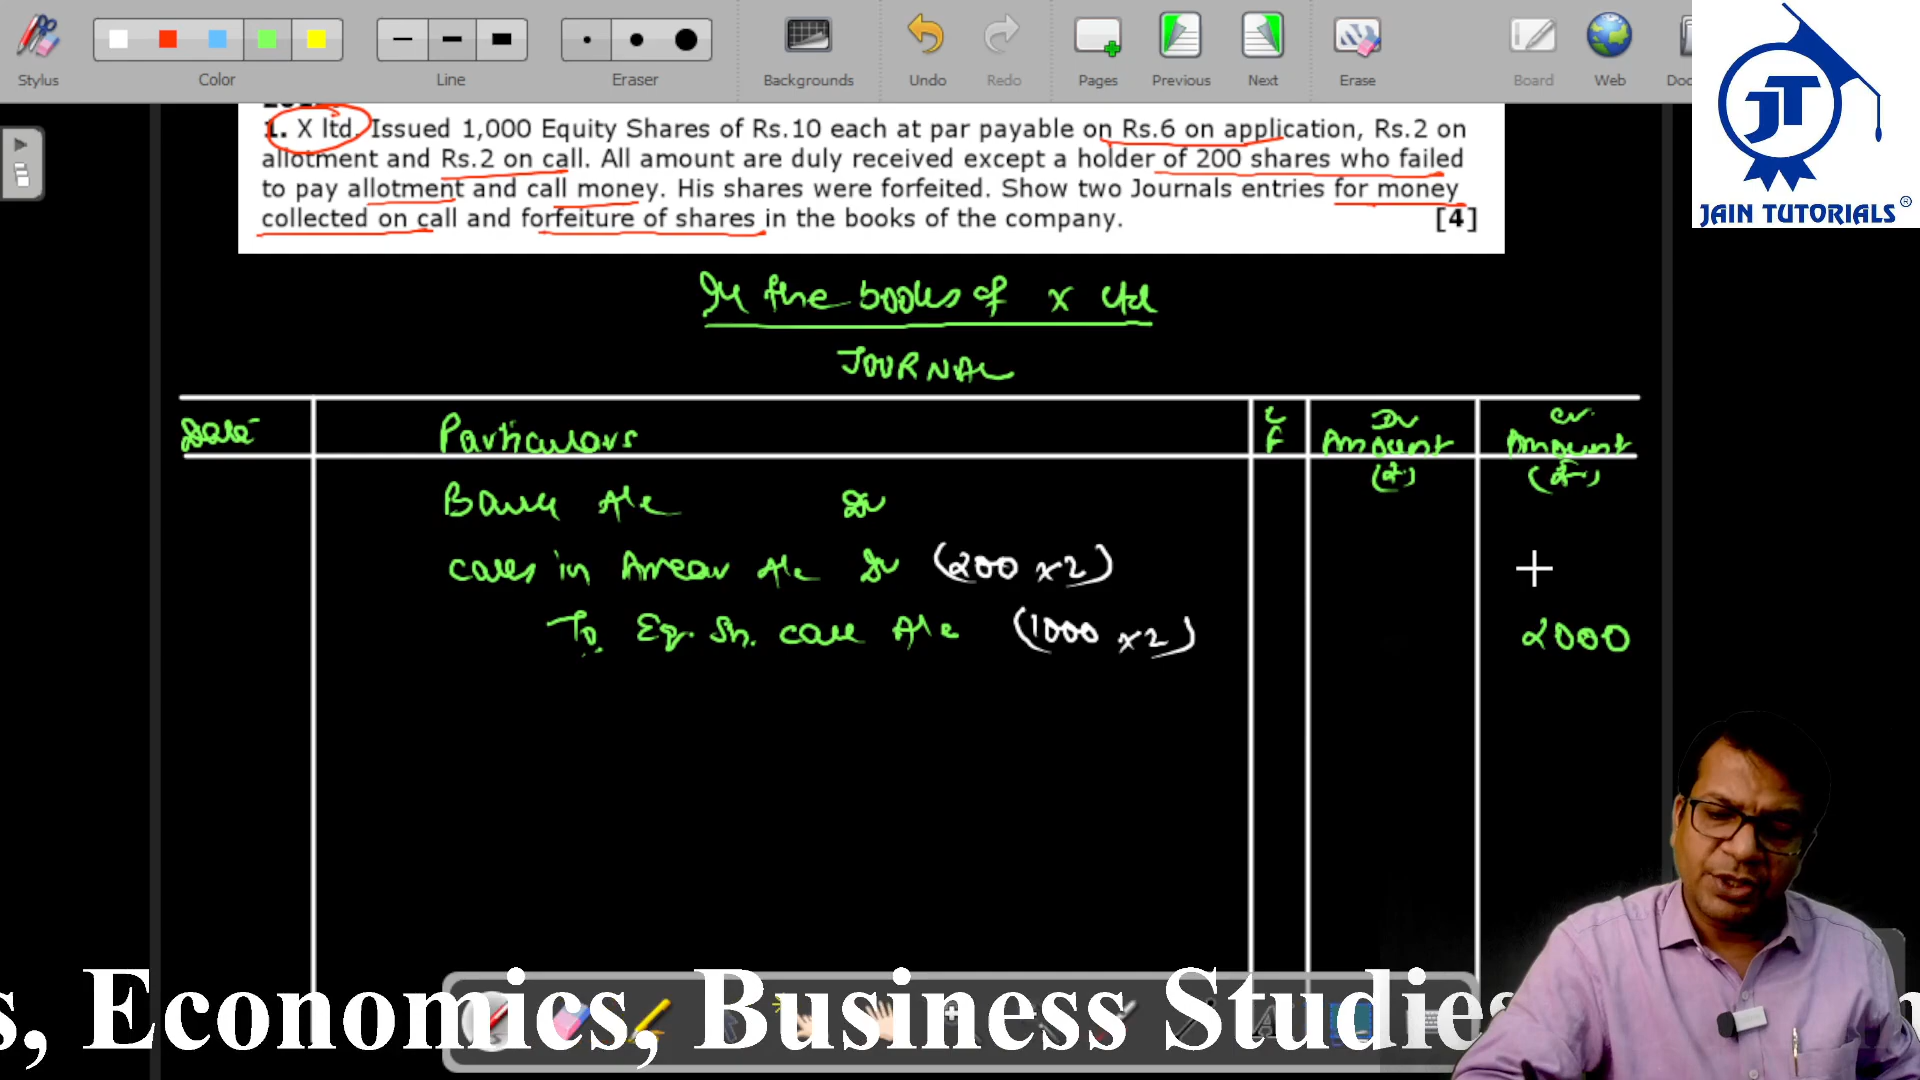 Stylus Color Line Eraser Backgrounds Undo Redo Pages Previous Next Erase Board Web
JT
JAIN TUTORIALS®
1. X ltd. Issued 1,000 Equity Shares of Rs.10 each at par payable on Rs.6 on application, Rs.2 on
allotment and Rs.2 on call. All amount are duly received except a holder of 200 shares who failed
to pay allotment and call money. His shares were forfeited. Show two Journals entries for money
collected on call and forfeiture of shares in the books of the company. [4]
In the books of X Ltd
JOURNAL
Date Particulars L F Dr Amount (₹) Cr Amount (₹)
Bank A/c Dr
Calls in Arrear A/c Dr (200 x 2)
To Eq. Sh. Call A/c (1000 x 2) 2000
s, Economics, Business Studies